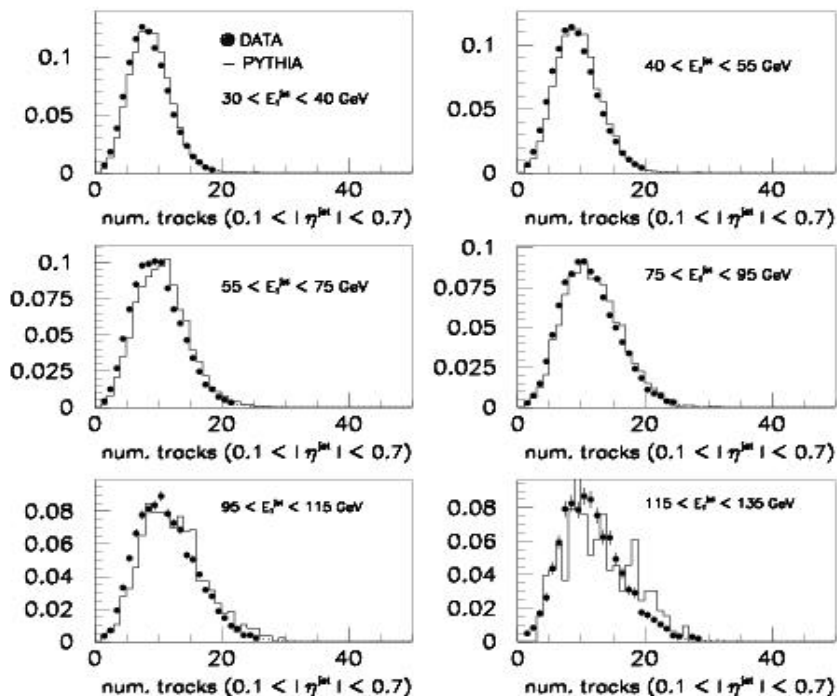 0.1
0.05
0
● DATA
— PYTHIA
30 < E_t^jet < 40 GeV
0 20 40
num. tracks (0.1 < | η^jet | < 0.7)
0.1
0.05
0
40 < E_t^jet < 55 GeV
0 20 40
num. tracks (0.1 < | η^jet | < 0.7)
0.1
0.075
0.05
0.025
0
55 < E_t^jet < 75 GeV
0 20 40
num. tracks (0.1 < | η^jet | < 0.7)
0.1
0.075
0.05
0.025
0
75 < E_t^jet < 95 GeV
0 20 40
num. tracks (0.1 < | η^jet | < 0.7)
0.08
0.06
0.04
0.02
0
95 < E_t^jet < 115 GeV
0 20 40
num. tracks (0.1 < | η^jet | < 0.7)
0.08
0.06
0.04
0.02
0
115 < E_t^jet < 135 GeV
0 20 40
num. tracks (0.1 < | η^jet | < 0.7)